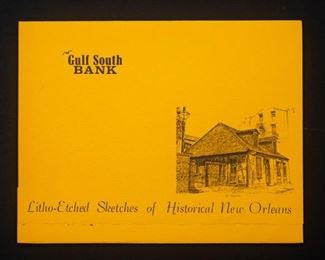 Gulf South
BANK
Litho-Etched Sketches of Historical New Orleans